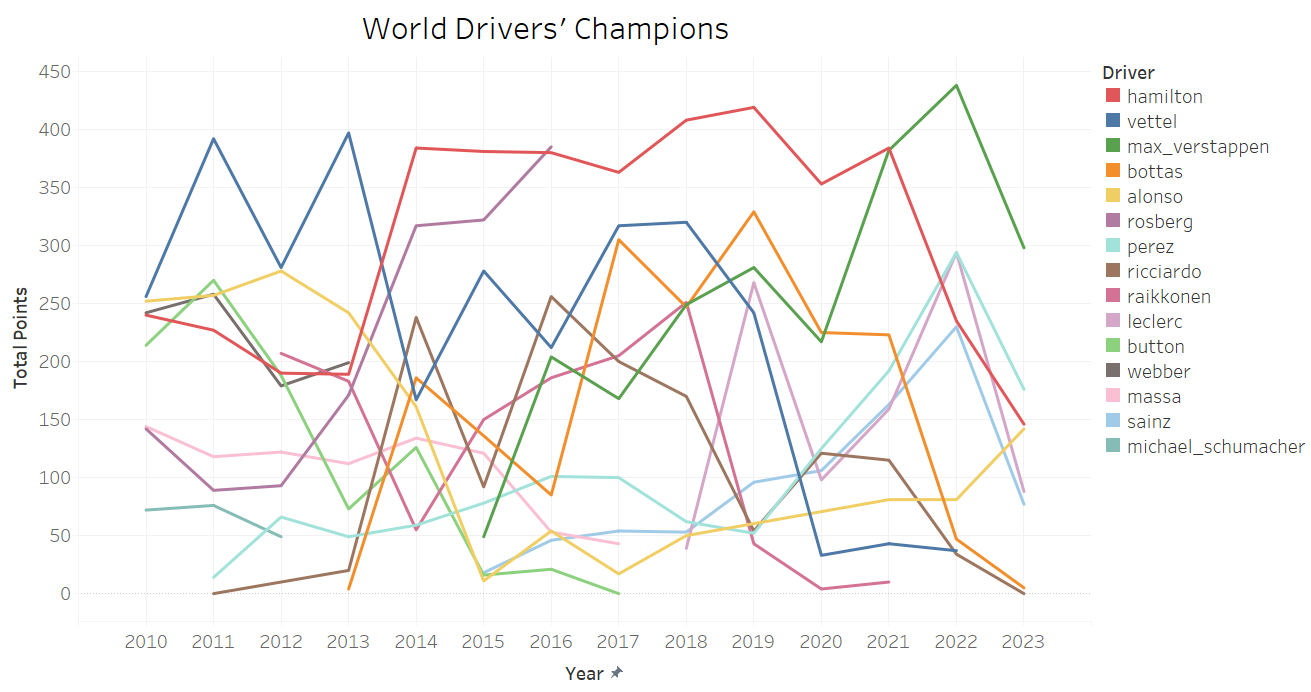 World Drivers’ Champions
Total Points
450
400
350
300
250
200
150
100
50
0
2010 2011 2012 2013 2014 2015 2016 2017 2018 2019 2020 2021 2022 2023
Year
Driver
hamilton
vettel
max_verstappen
bottas
alonso
rosberg
perez
ricciardo
raikkonen
leclerc
button
webber
massa
sainz
michael_schumacher